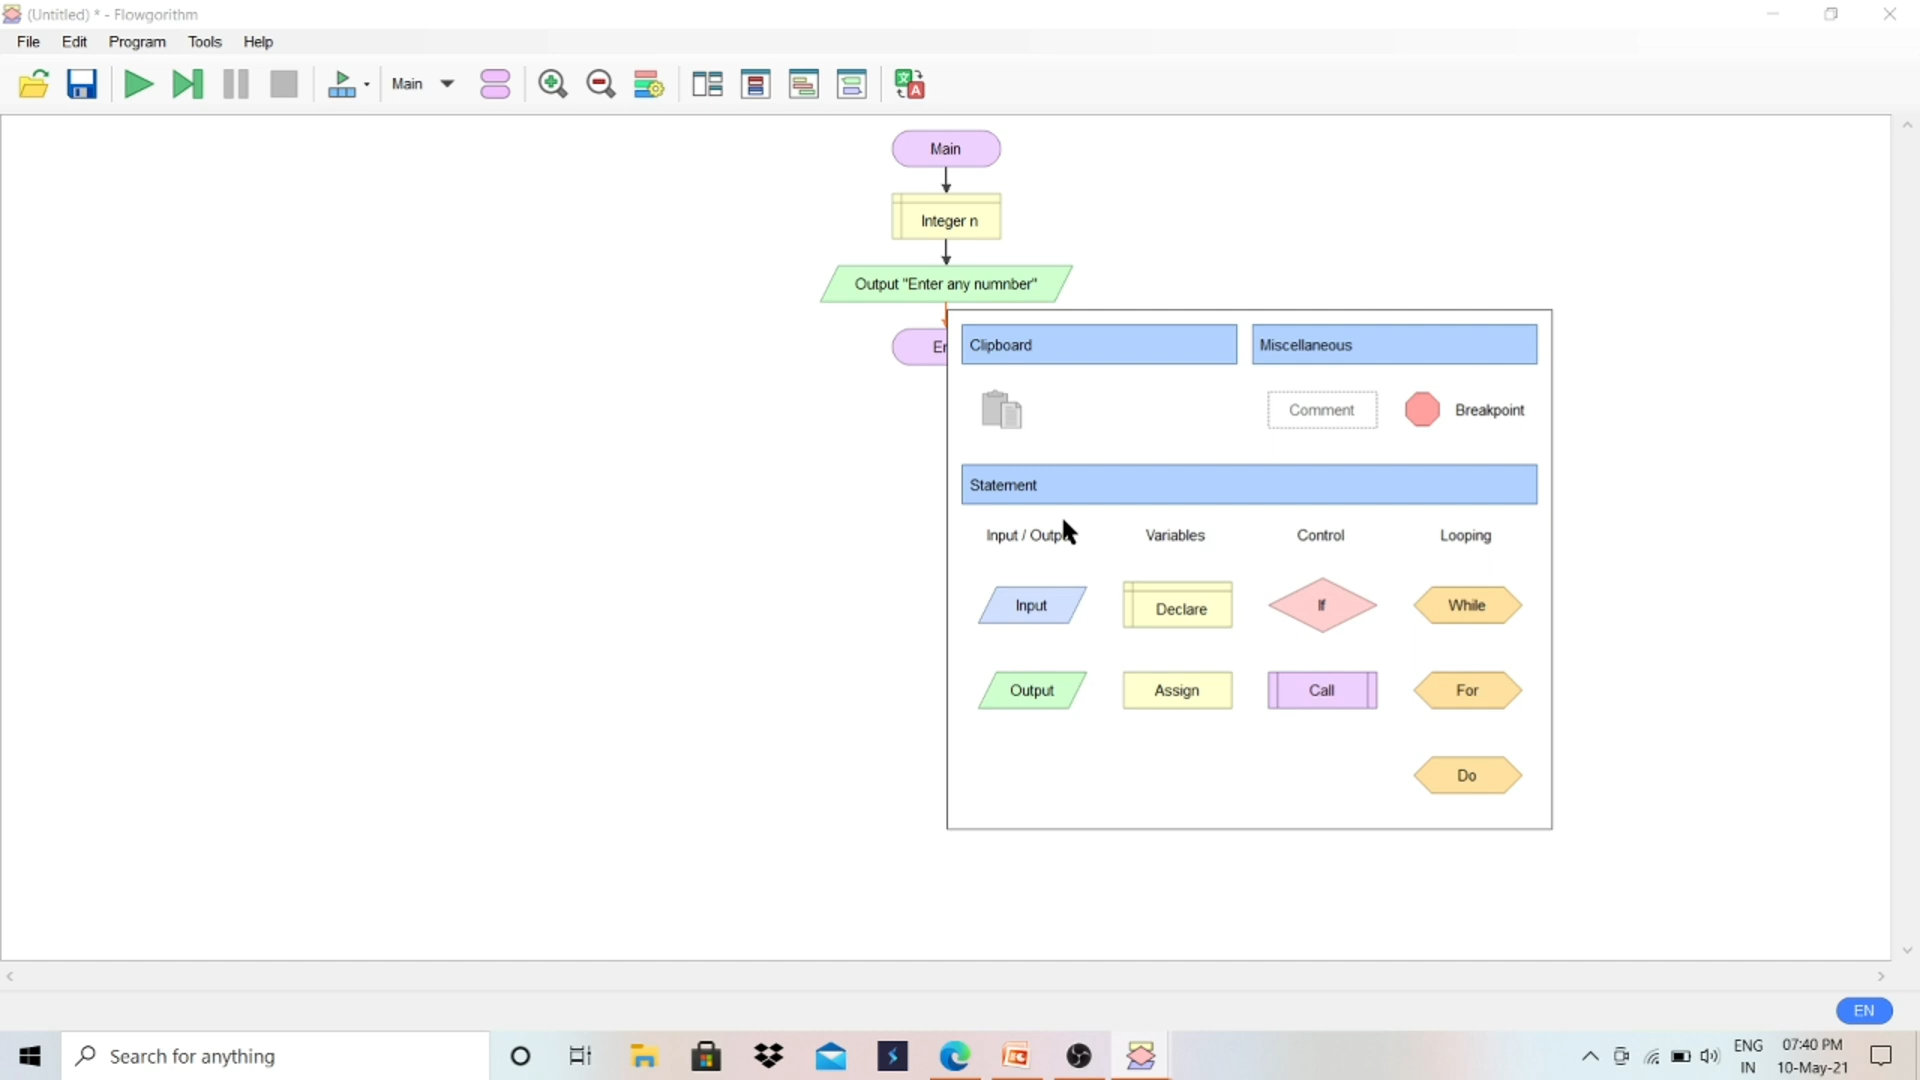 (Untitled) * - Flowgorithm
File Edit Program Tools Help
Main
Main
Integer n
Output "Enter any numnber"
Clipboard Miscellaneous
Comment Breakpoint
Statement
Input / Variables Control Looping
Input Declare If While
Output Assign Call For
Do
EN
Search for anything
ENG 07:40 PM
IN 10-May-21